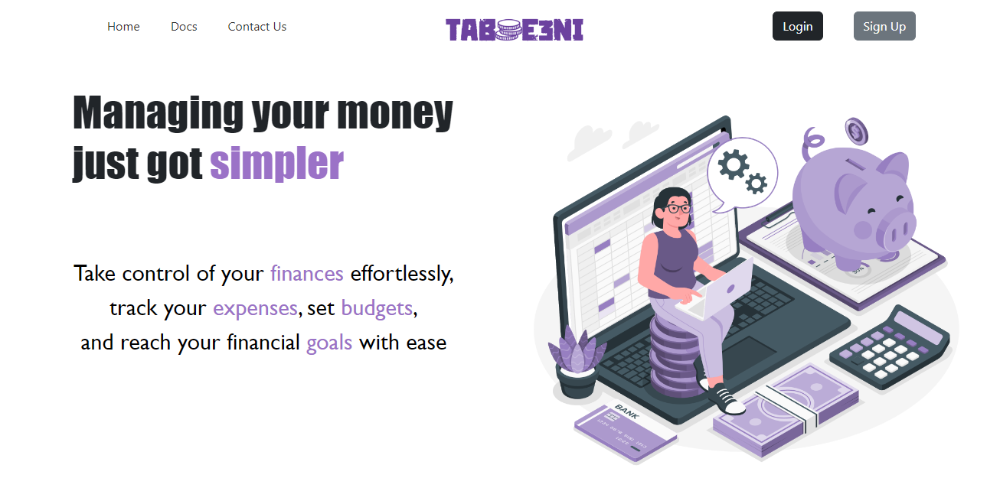 Home Docs Contact Us
TAB E3NI
Login Sign Up
Managing your money
just got simpler
Take control of your finances effortlessly,
track your expenses, set budgets,
and reach your financial goals with ease
BANK